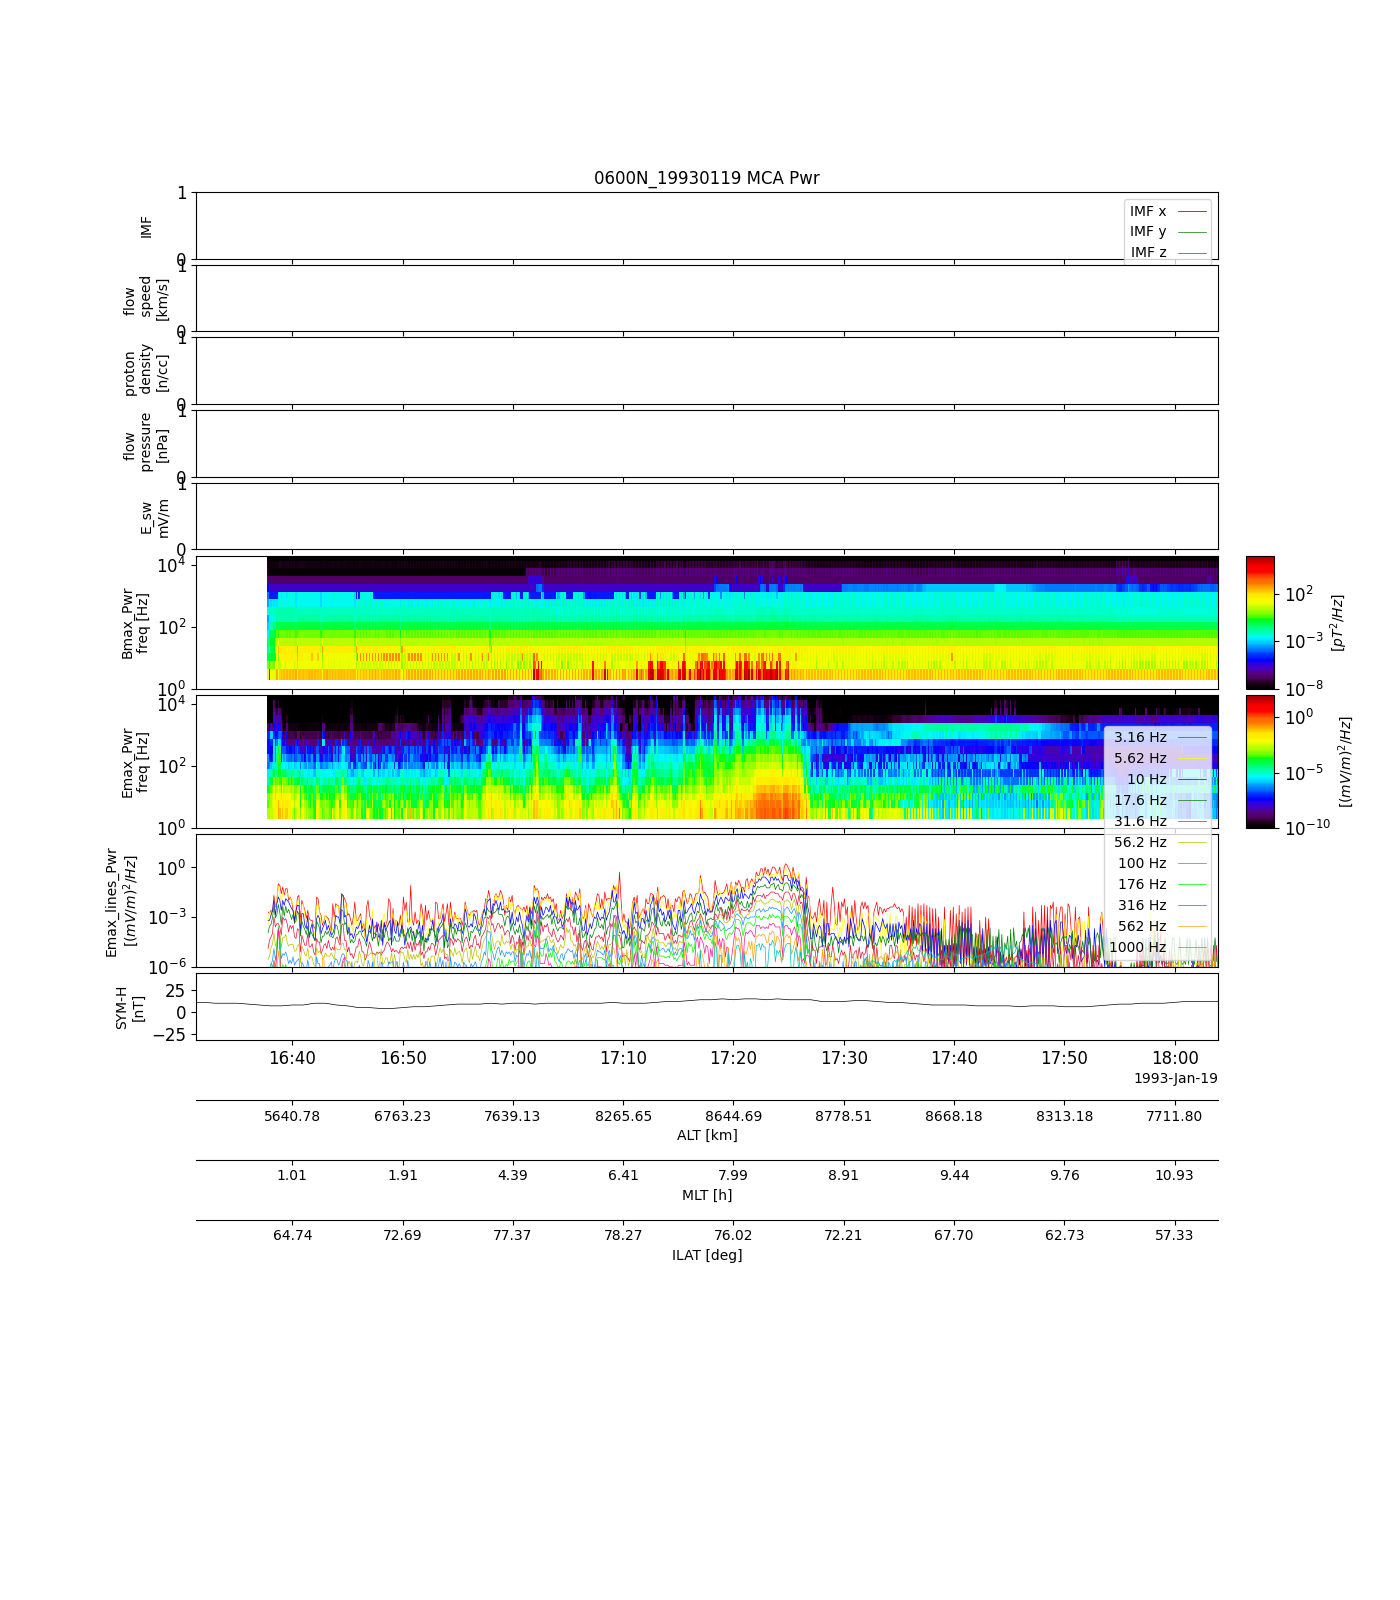 0600N_19930119 MCA Pwr
1
IMF
0
IMF x
IMF y
IMF z
1
flow
speed
[km/s]
0
1
proton
density
[n/cc]
0
1
flow
pressure
[nPa]
0
1
E_sw
mV/m
0
10^4
10^2
10^0
Bmax_Pwr
freq [Hz]
10^2
10^-3
10^-8
[pT^2/Hz]
10^4
10^2
10^0
Emax_Pwr
freq [Hz]
10^0
10^-5
10^-10
[(mV/m)^2/Hz]
3.16 Hz
5.62 Hz
10 Hz
17.6 Hz
31.6 Hz
56.2 Hz
100 Hz
176 Hz
316 Hz
562 Hz
1000 Hz
10^0
10^-3
10^-6
Emax_lines_Pwr
[(mV/m)^2/Hz]
25
0
−25
SYM-H
[nT]
16:40 16:50 17:00 17:10 17:20 17:30 17:40 17:50 18:00
1993-Jan-19
5640.78 6763.23 7639.13 8265.65 8644.69 8778.51 8668.18 8313.18 7711.80
ALT [km]
1.01 1.91 4.39 6.41 7.99 8.91 9.44 9.76 10.93
MLT [h]
64.74 72.69 77.37 78.27 76.02 72.21 67.70 62.73 57.33
ILAT [deg]